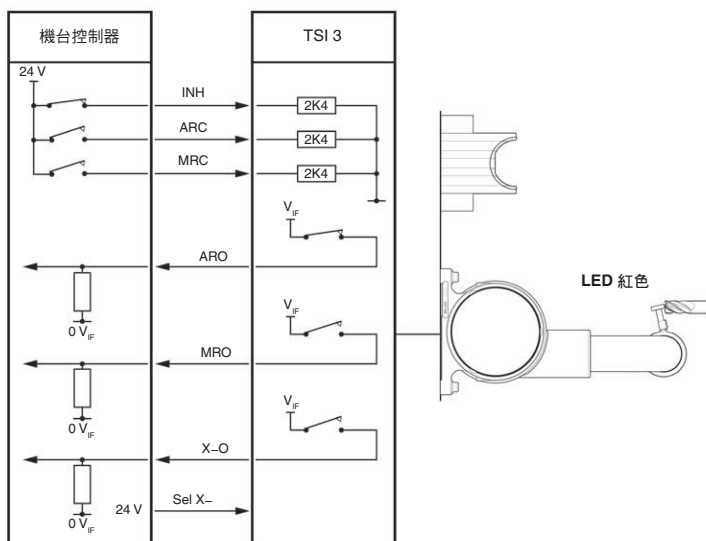 機台控制器
TSI 3
24 V
INH
2K4
ARC
2K4
MRC
2K4
V_IF
ARO
0 V_IF
V_IF
MRO
0 V_IF
V_IF
X–O
0 V_IF
24 V
Sel X–
LED 紅色